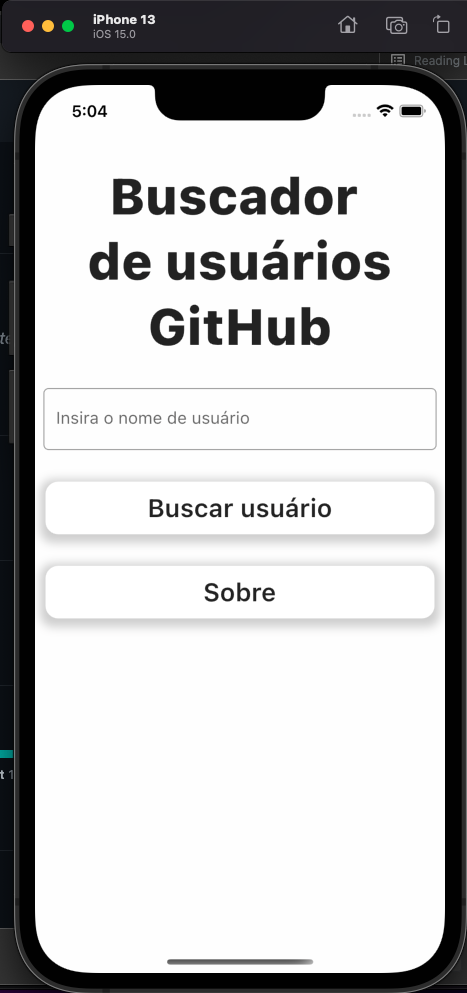 iPhone 13
iOS 15.0
Reading L
5:04
Buscador
de usuários
GitHub
Insira o nome de usuário
Buscar usuário
Sobre